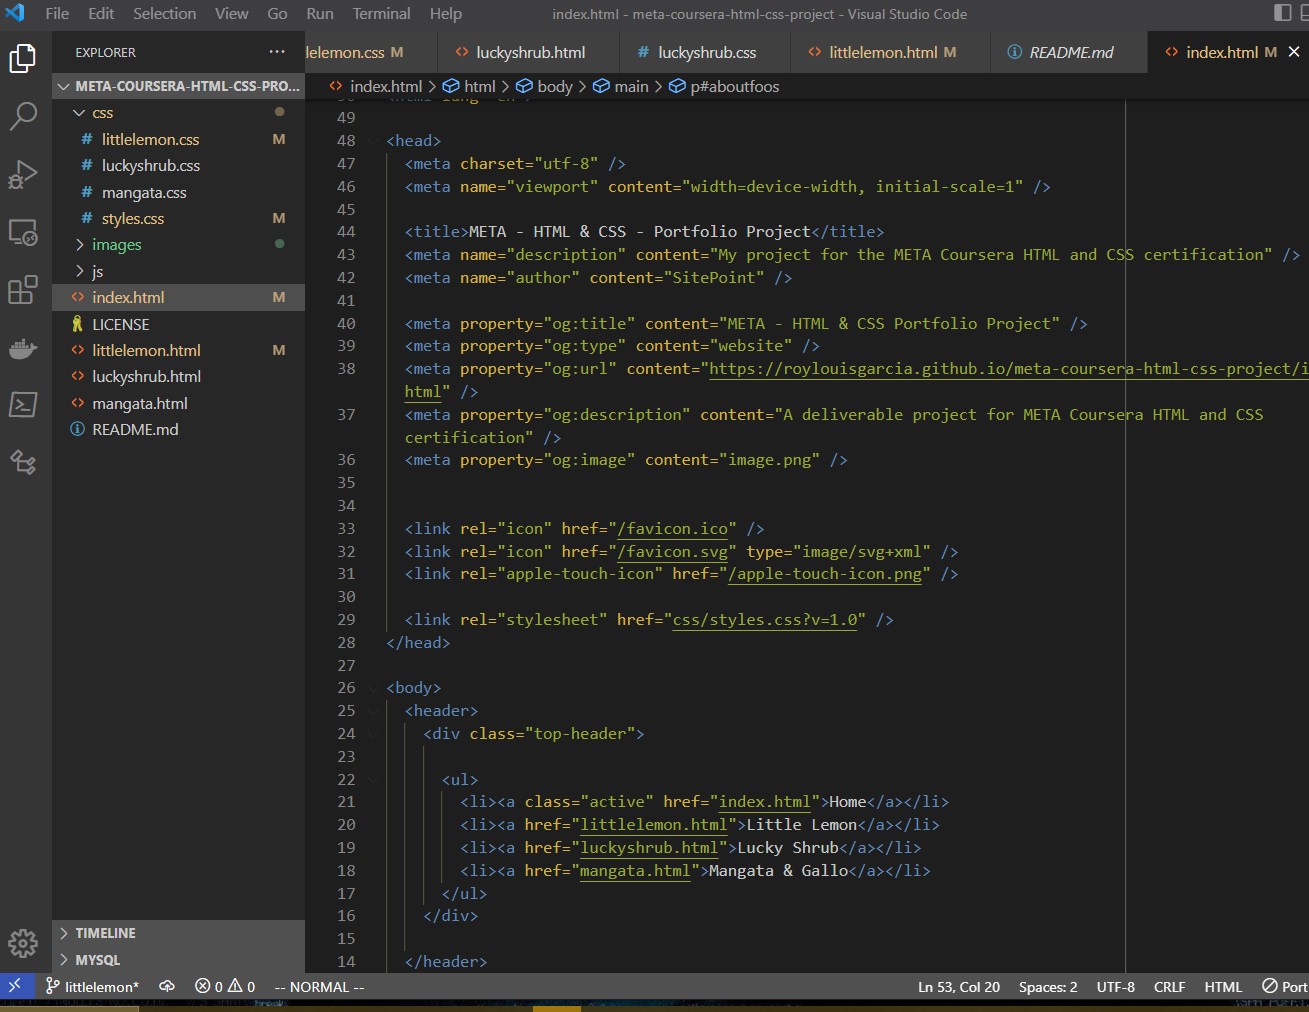 File Edit Selection View Go Run Terminal Help index.html - meta-coursera-html-css-project - Visual Studio Code
EXPLORER ···
lelemon.css M luckyshrub.html # luckyshrub.css littlelemon.html M README.md index.html M
META-COURSERA-HTML-CSS-PRO...
css
# littlelemon.css M
# luckyshrub.css
# mangata.css
# styles.css M
images
js
index.html M
LICENSE
littlelemon.html M
luckyshrub.html
mangata.html
README.md
TIMELINE
MYSQL
index.html > html > body > main > p#aboutfoos
49
48 <head>
47 <meta charset="utf-8" />
46 <meta name="viewport" content="width=device-width, initial-scale=1" />
45
44 <title>META - HTML & CSS - Portfolio Project</title>
43 <meta name="description" content="My project for the META Coursera HTML and CSS certification" />
42 <meta name="author" content="SitePoint" />
41
40 <meta property="og:title" content="META - HTML & CSS Portfolio Project" />
39 <meta property="og:type" content="website" />
38 <meta property="og:url" content="https://roylouisgarcia.github.io/meta-coursera-html-css-project/i
html" />
37 <meta property="og:description" content="A deliverable project for META Coursera HTML and CSS
certification" />
36 <meta property="og:image" content="image.png" />
35
34
33 <link rel="icon" href="/favicon.ico" />
32 <link rel="icon" href="/favicon.svg" type="image/svg+xml" />
31 <link rel="apple-touch-icon" href="/apple-touch-icon.png" />
30
29 <link rel="stylesheet" href="css/styles.css?v=1.0" />
28 </head>
27
26 <body>
25 <header>
24 <div class="top-header">
23
22 <ul>
21 <li><a class="active" href="index.html">Home</a></li>
20 <li><a href="littlelemon.html">Little Lemon</a></li>
19 <li><a href="luckyshrub.html">Lucky Shrub</a></li>
18 <li><a href="mangata.html">Mangata & Gallo</a></li>
17 </ul>
16 </div>
15
14 </header>
littlelemon* 0 0 -- NORMAL -- Ln 53, Col 20 Spaces: 2 UTF-8 CRLF HTML Port